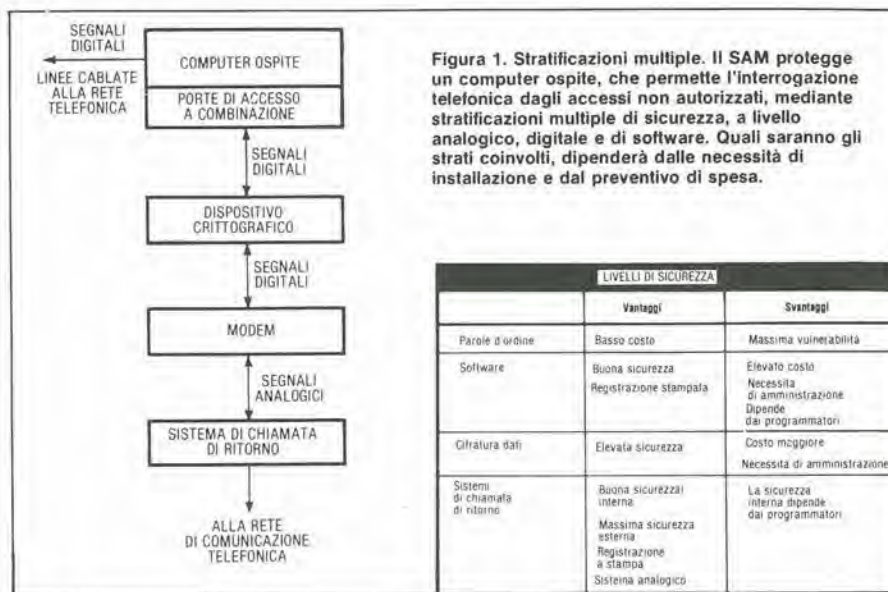 SEGNALI
DIGITALI
LINEE CABLATE
ALLA RETE
TELEFONICA
COMPUTER OSPITE
PORTE DI ACCESSO
A COMBINAZIONE
SEGNALI
DIGITALI
DISPOSITIVO
CRITTOGRAFICO
SEGNALI
DIGITALI
MODEM
SEGNALI
ANALOGICI
SISTEMA DI CHIAMATA
DI RITORNO
ALLA RETE
DI COMUNICAZIONE
TELEFONICA
Figura 1. Stratificazioni multiple. Il SAM protegge
un computer ospite, che permette l'interrogazione
telefonica dagli accessi non autorizzati, mediante
stratificazioni multiple di sicurezza, a livello
analogico, digitale e di software. Quali saranno gli
strati coinvolti, dipenderà dalle necessità di
installazione e dal preventivo di spesa.
LIVELLI DI SICUREZZA
Vantaggi Svantaggi
Parole d'ordine Basso costo Massima vulnerabilità
Software Buona sicurezza Elevato costo
Registrazione stampata Necessita
di amministrazione
Dipende
dai programmatori
Cifratura dati Elevata sicurezza Costo maggiore
Necessita di amministrazione
Sistemi
di chiamata
di ritorno
Buona sicurezza
interna
Massima sicurezza
esterna
Registrazione
a stampa
Sistema analogico
La sicurezza
interna dipende
dai programmatori